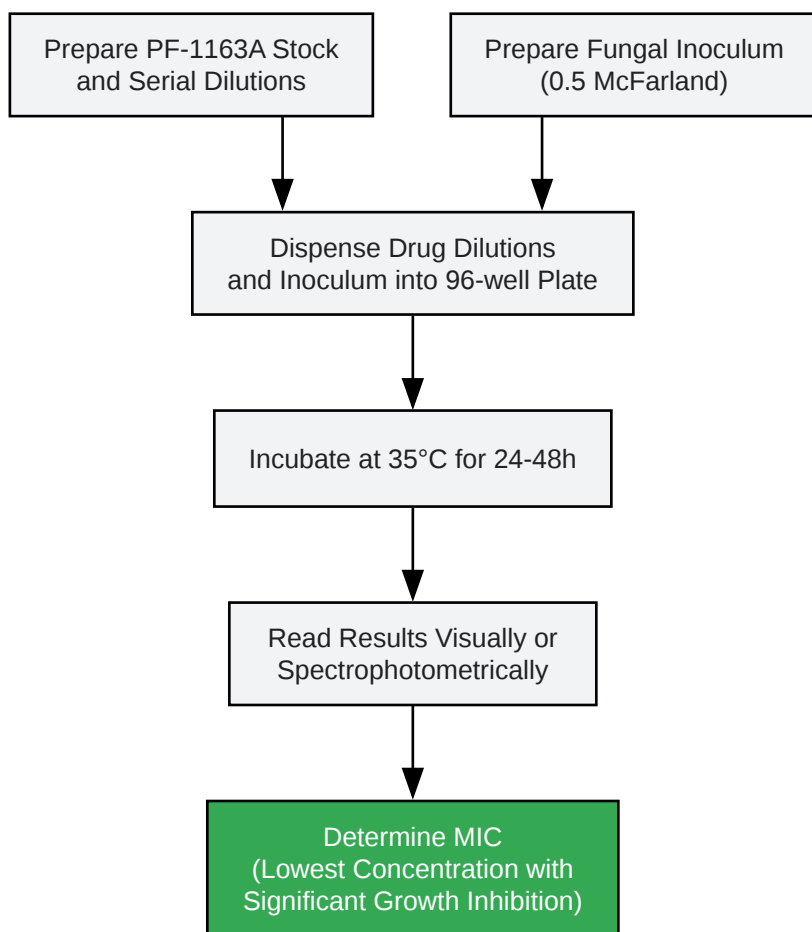 Prepare PF-1163A Stock
and Serial Dilutions
Prepare Fungal Inoculum
(0.5 McFarland)
Dispense Drug Dilutions
and Inoculum into 96-well Plate
Incubate at 35°C for 24-48h
Read Results Visually or
Spectrophotometrically
Determine MIC
(Lowest Concentration with
Significant Growth Inhibition)